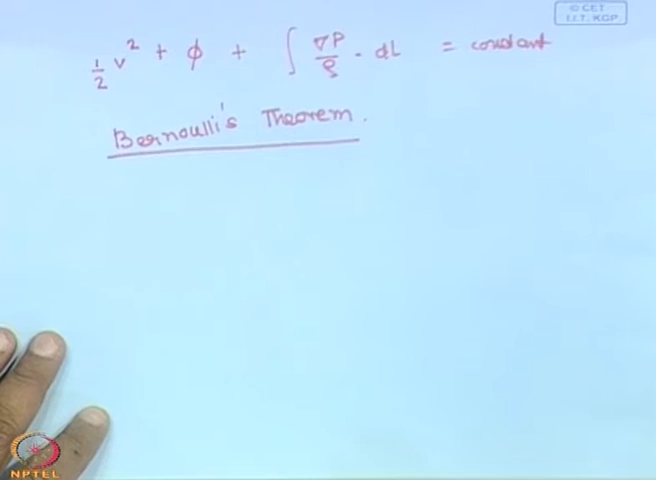 © CET
I.I.T. KGP
1/2 v² + ϕ + ∫ ∇P/ρ · dL = constant
Bernoulli's Theorem.
NPTEL